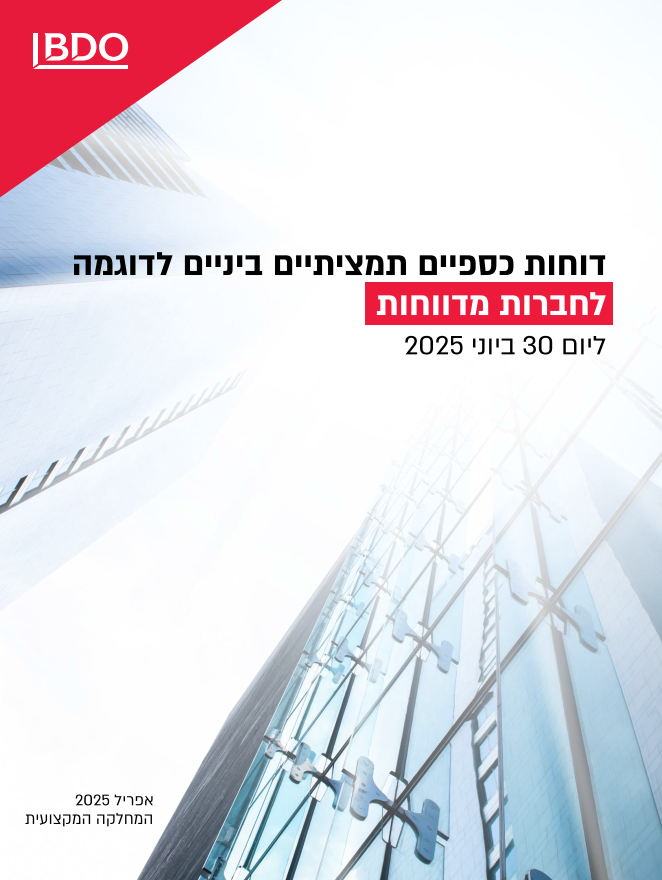 BDO
דוחות כספיים תמציתיים ביניים לדוגמה
לחברות מדווחות
ליום 30 ביוני 2025
אפריל 2025
המחלקה המקצועית